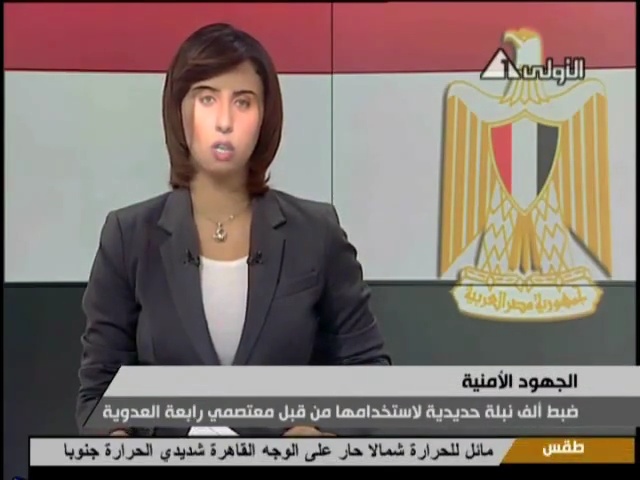 الأولى
جمهورية مصر العربية
الجهود الأمنية
ضبط ألف نبلة حديدية لاستخدامها من قبل معتصمي رابعة العدوية
طقس
مائل للحرارة شمالا حار على الوجه القاهرة شديدي الحرارة جنوبا